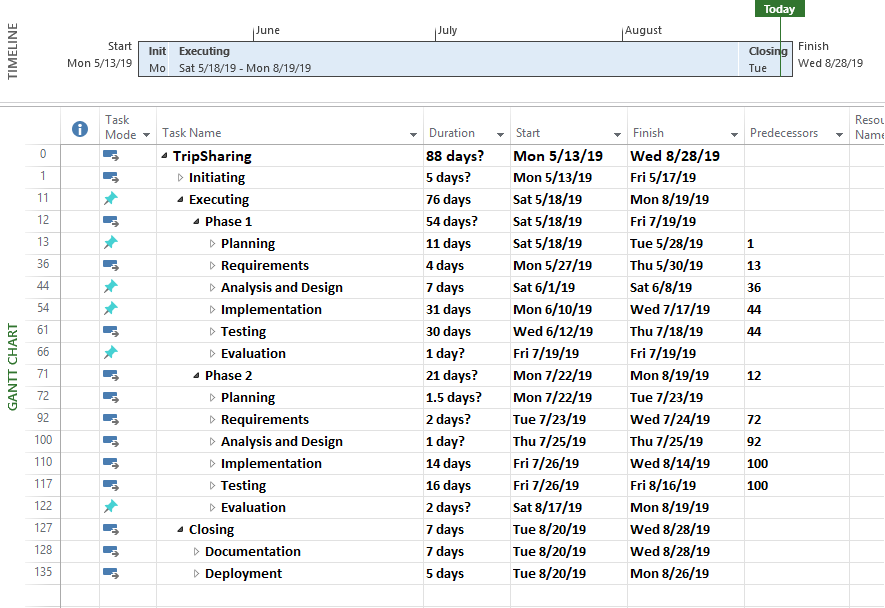 Today
TIMELINE
June July August
Start
Mon 5/13/19
Init Executing Closing
Mo Sat 5/18/19 - Mon 8/19/19 Tue
Finish
Wed 8/28/19
GANTT CHART
Task Mode Task Name Duration Start Finish Predecessors Resou Name
0 TripSharing 88 days? Mon 5/13/19 Wed 8/28/19
1 Initiating 5 days? Mon 5/13/19 Fri 5/17/19
11 Executing 76 days Sat 5/18/19 Mon 8/19/19
12 Phase 1 54 days? Sat 5/18/19 Fri 7/19/19
13 Planning 11 days Sat 5/18/19 Tue 5/28/19 1
36 Requirements 4 days Mon 5/27/19 Thu 5/30/19 13
44 Analysis and Design 7 days Sat 6/1/19 Sat 6/8/19 36
54 Implementation 31 days Mon 6/10/19 Wed 7/17/19 44
61 Testing 30 days Wed 6/12/19 Thu 7/18/19 44
66 Evaluation 1 day? Fri 7/19/19 Fri 7/19/19
71 Phase 2 21 days? Mon 7/22/19 Mon 8/19/19 12
72 Planning 1.5 days? Mon 7/22/19 Tue 7/23/19
92 Requirements 2 days? Tue 7/23/19 Wed 7/24/19 72
100 Analysis and Design 1 day? Thu 7/25/19 Thu 7/25/19 92
110 Implementation 14 days Fri 7/26/19 Wed 8/14/19 100
117 Testing 16 days Fri 7/26/19 Fri 8/16/19 100
122 Evaluation 2 days? Sat 8/17/19 Mon 8/19/19
127 Closing 7 days Tue 8/20/19 Wed 8/28/19
128 Documentation 7 days Tue 8/20/19 Wed 8/28/19
135 Deployment 5 days Tue 8/20/19 Mon 8/26/19